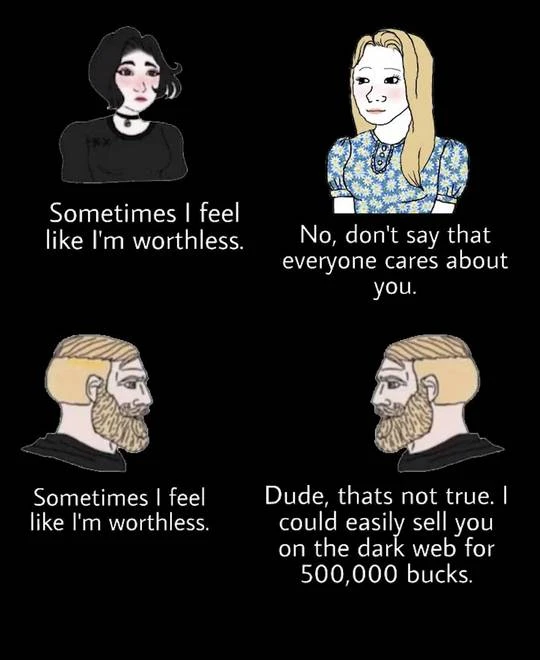 Sometimes I feel
like I'm worthless.
No, don't say that
everyone cares about
you.
Sometimes I feel
like I'm worthless.
Dude, thats not true. I
could easily sell you
on the dark web for
500,000 bucks.